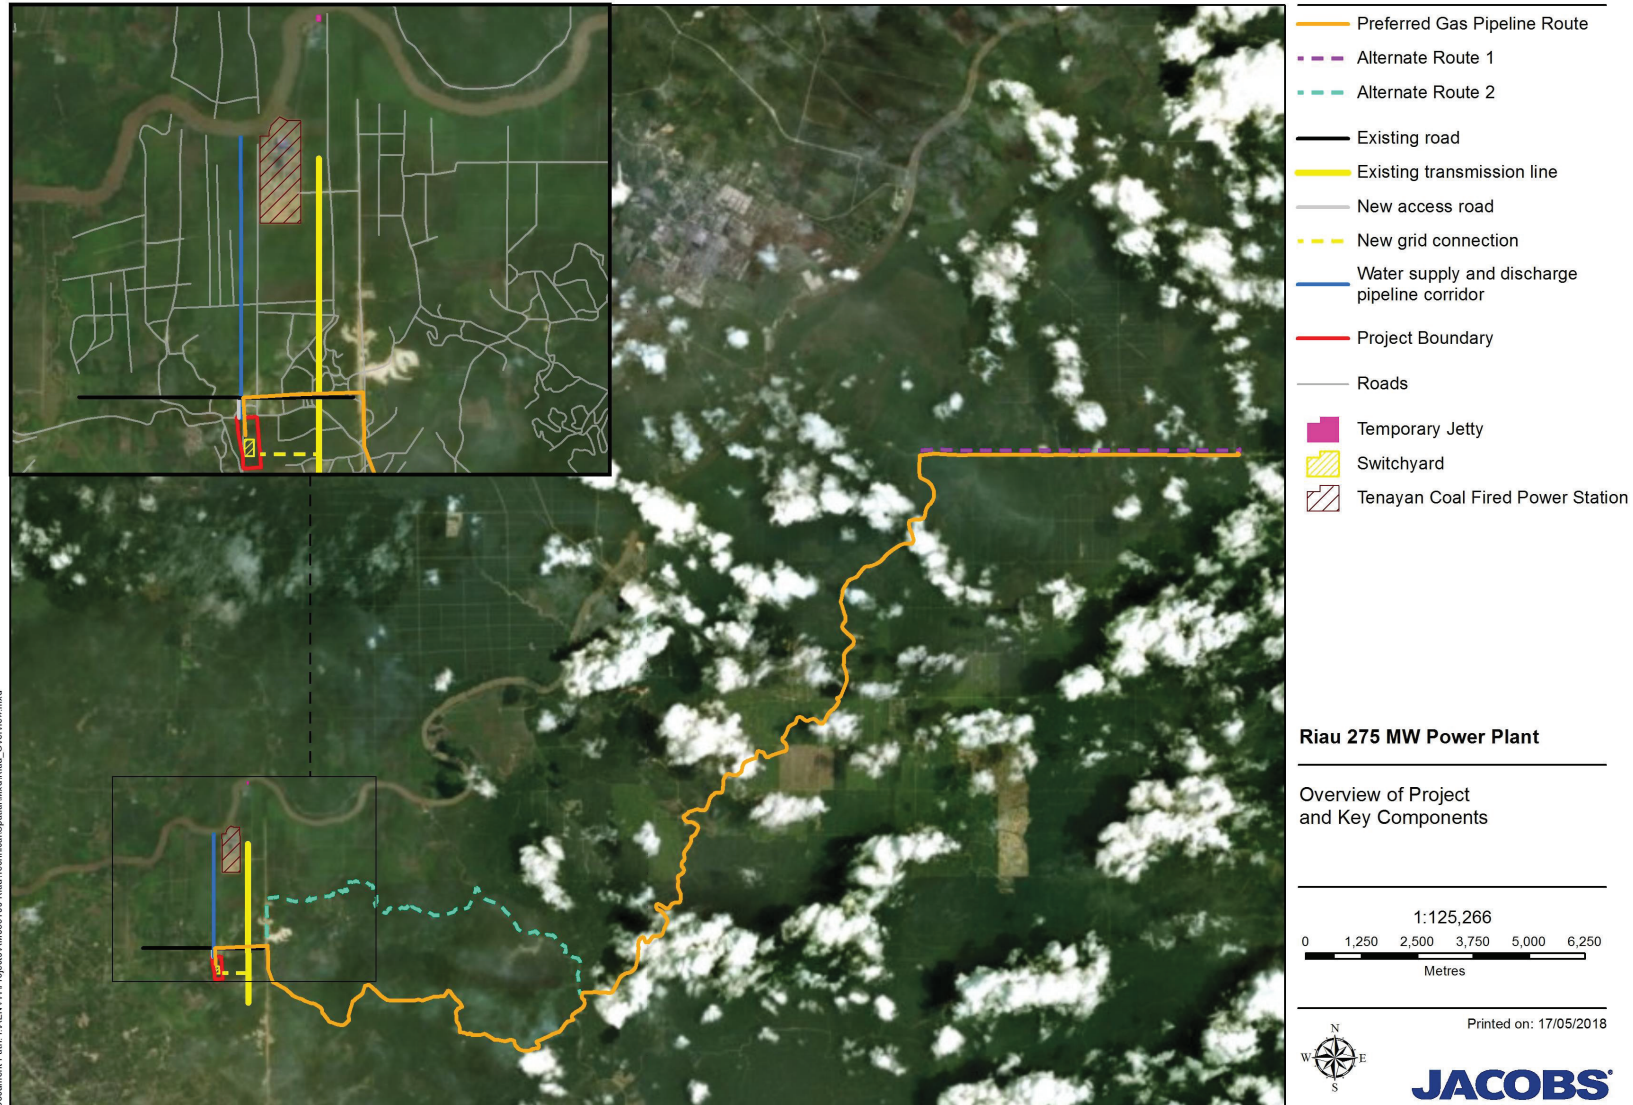 Preferred Gas Pipeline Route
Alternate Route 1
Alternate Route 2
Existing road
Existing transmission line
New access road
New grid connection
Water supply and discharge
pipeline corridor
Project Boundary
Roads
Temporary Jetty
Switchyard
Tenayan Coal Fired Power Station
Riau 275 MW Power Plant
Overview of Project
and Key Components
1:125,266
0 1,250 2,500 3,750 5,000 6,250
Metres
Printed on: 17/05/2018
N
W E
S
JACOBS